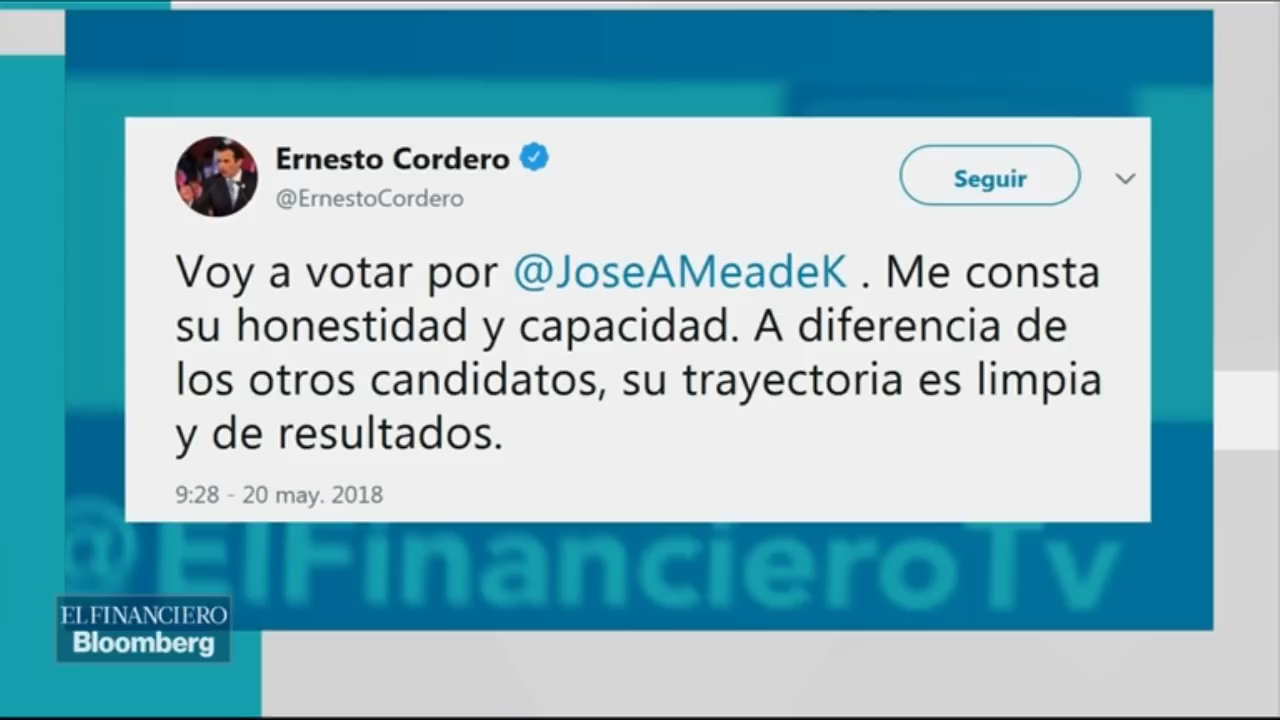 Ernesto Cordero
@ErnestoCordero
Seguir
Voy a votar por @JoseAMeadeK . Me consta
su honestidad y capacidad. A diferencia de
los otros candidatos, su trayectoria es limpia
y de resultados.
9:28 - 20 may. 2018
@ElFinancieroTv
EL FINANCIERO
Bloomberg